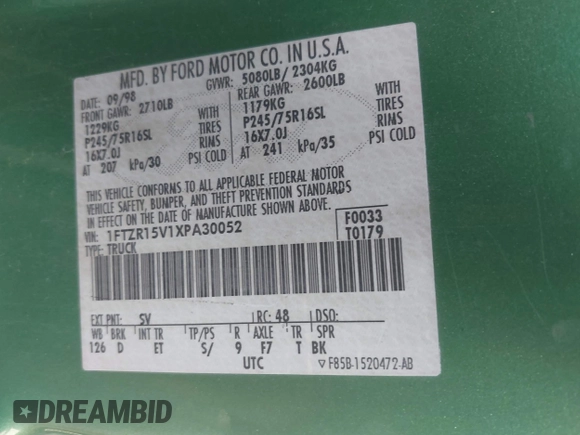 MFD. BY FORD MOTOR CO. IN U.S.A.
DATE: 09/98 GVWR: 5080LB/ 2304KG
FRONT GAWR: 2710LB REAR GAWR: 2600LB
1229KG WITH 1179KG WITH
P245/75R16SL TIRES P245/75R16SL TIRES
16X7.0J RIMS 16X7.0J RIMS
AT 207 kPa/30 PSI COLD AT 241 kPa/35 PSI COLD
THIS VEHICLE CONFORMS TO ALL APPLICABLE FEDERAL MOTOR
VEHICLE SAFETY, BUMPER, AND THEFT PREVENTION STANDARDS
IN EFFECT ON THE DATE OF MANUFACTURE SHOWN ABOVE.
VIN: 1FTZR15V1XPA30052 F0033
TYPE: TRUCK T0179
EXT PNT: SV RC: 48 DSO:
WB BRK INT TR TP/PS R AXLE TR SPR
126 D ET S/ 9 F7 T BK
UTC ▽ F85B-1520472-AB
DREAMBID